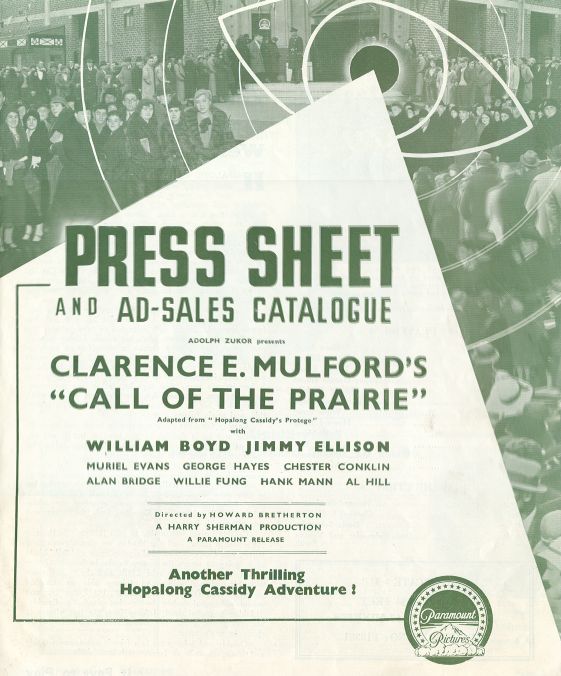 PRESS SHEET
AND AD-SALES CATALOGUE
ADOLPH ZUKOR presents
CLARENCE E. MULFORD'S
"CALL OF THE PRAIRIE"
Adapted from "Hopalong Cassidy's Protege"
with
WILLIAM BOYD JIMMY ELLISON
MURIEL EVANS GEORGE HAYES CHESTER CONKLIN
ALAN BRIDGE WILLIE FUNG HANK MANN AL HILL
Directed by HOWARD BRETHERTON
A HARRY SHERMAN PRODUCTION
A PARAMOUNT RELEASE
Another Thrilling
Hopalong Cassidy Adventure!
Paramount
Pictures